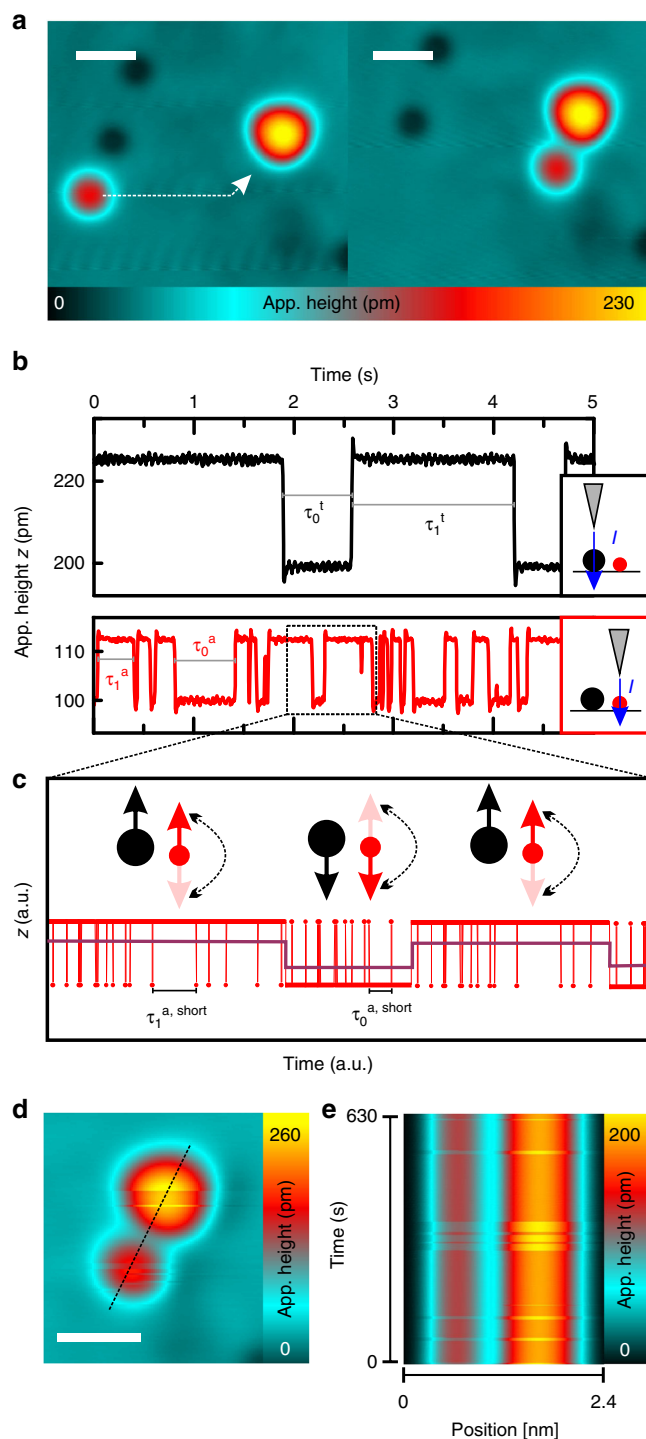 a
0 App. height (pm) 230
b
Time (s)
0 1 2 3 4 5
App. height z (pm)
220
200
τ₀ᵗ
τ₁ᵗ
I
110
100
τ₁ᵃ
τ₀ᵃ
I
c
z (a.u.)
τ₁ᵃ, ˢʰᵒʳᵗ
τ₀ᵃ, ˢʰᵒʳᵗ
Time (a.u.)
d
260
App. height (pm)
0
e
630
Time (s)
0
200
App. height (pm)
0
0 2.4
Position [nm]